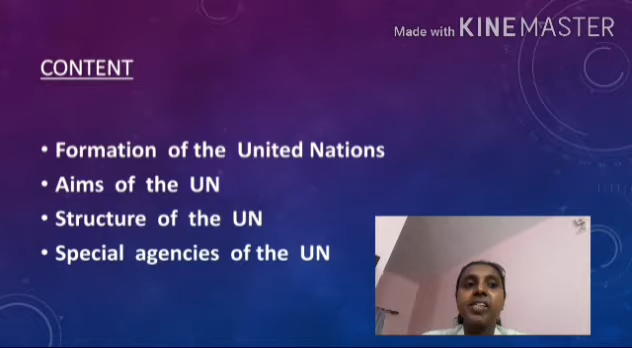 Made with KINEMASTER
CONTENT
• Formation of the United Nations
• Aims of the UN
• Structure of the UN
• Special agencies of the UN